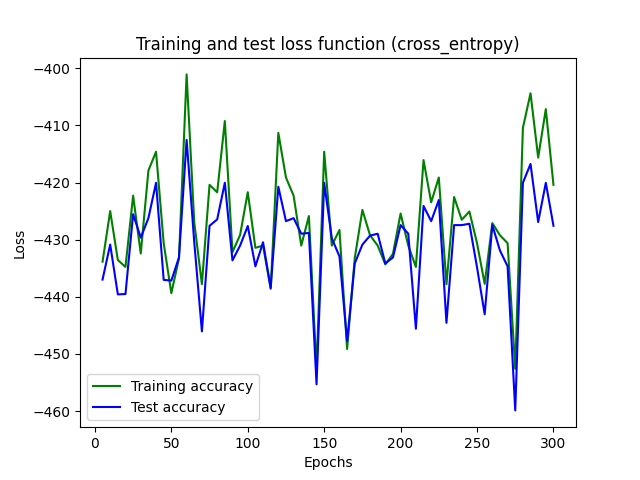 Training and test loss function (cross_entropy)
Loss
−400
−410
−420
−430
−440
−450
−460
Training accuracy
Test accuracy
0 50 100 150 200 250 300
Epochs